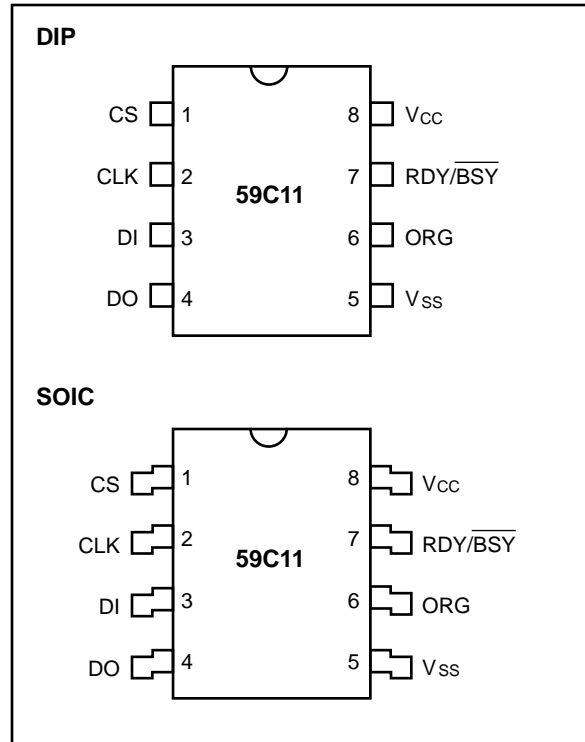 DIP
CS 1 8 VCC
CLK 2 7 RDY/BSY
59C11
DI 3 6 ORG
DO 4 5 VSS
SOIC
CS 1 8 VCC
CLK 2 7 RDY/BSY
59C11
DI 3 6 ORG
DO 4 5 VSS